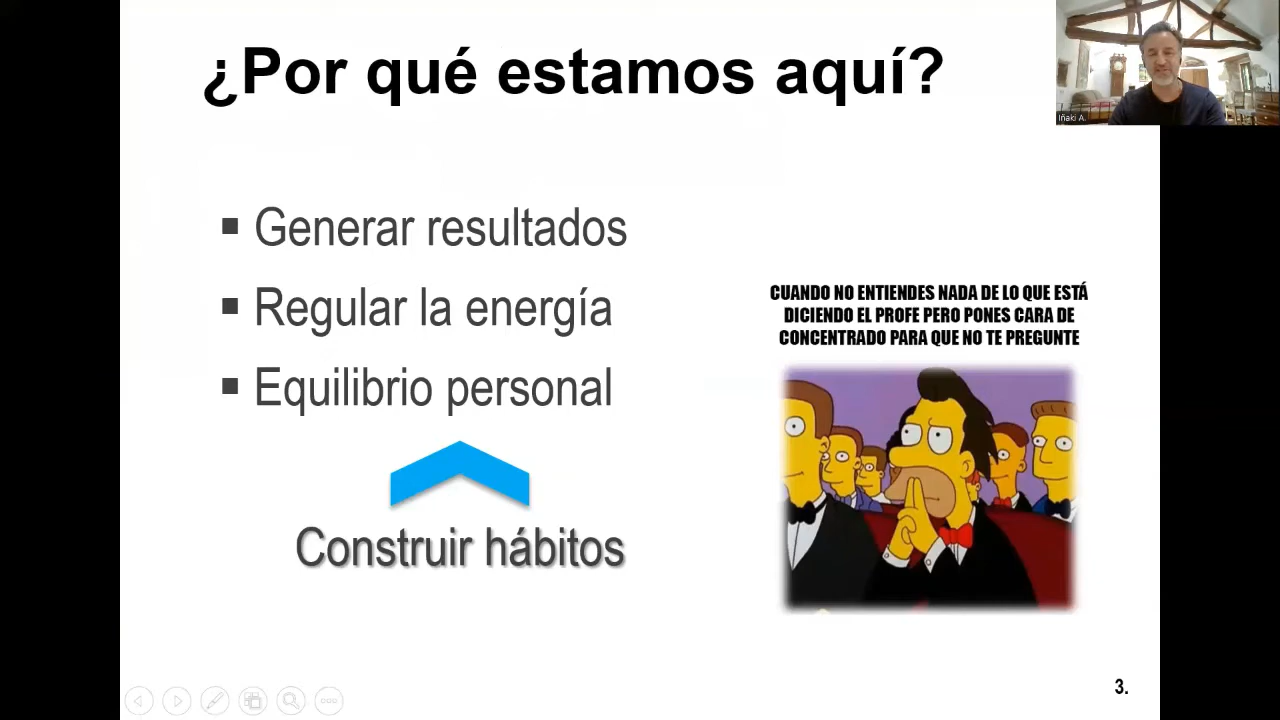 ¿Por qué estamos aquí?
Iñaki A.
▪ Generar resultados
▪ Regular la energía
▪ Equilibrio personal
CUANDO NO ENTIENDES NADA DE LO QUE ESTÁ
DICIENDO EL PROFE PERO PONES CARA DE
CONCENTRADO PARA QUE NO TE PREGUNTE
Construir hábitos
3.